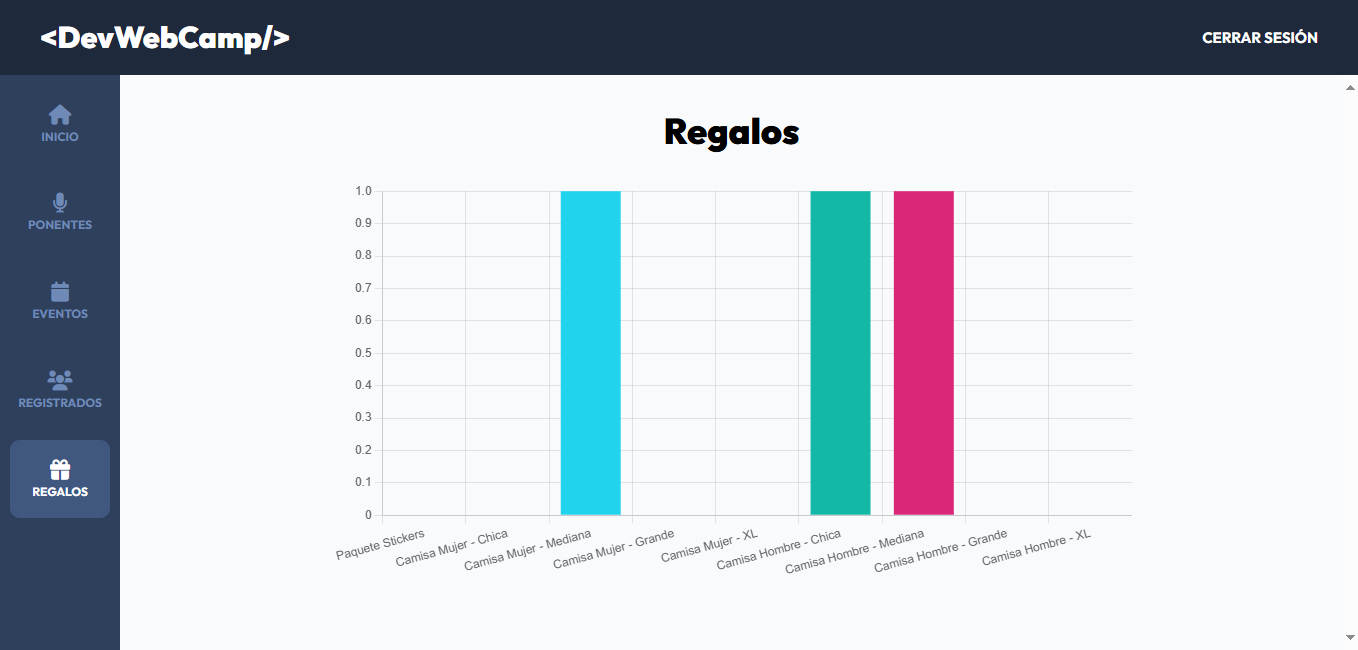 <DevWebCamp/>
CERRAR SESIÓN
INICIO
PONENTES
EVENTOS
REGISTRADOS
REGALOS
Regalos
1.0
0.9
0.8
0.7
0.6
0.5
0.4
0.3
0.2
0.1
0
Paquete Stickers
Camisa Mujer - Chica
Camisa Mujer - Mediana
Camisa Mujer - Grande
Camisa Mujer - XL
Camisa Hombre - Chica
Camisa Hombre - Mediana
Camisa Hombre - Grande
Camisa Hombre - XL